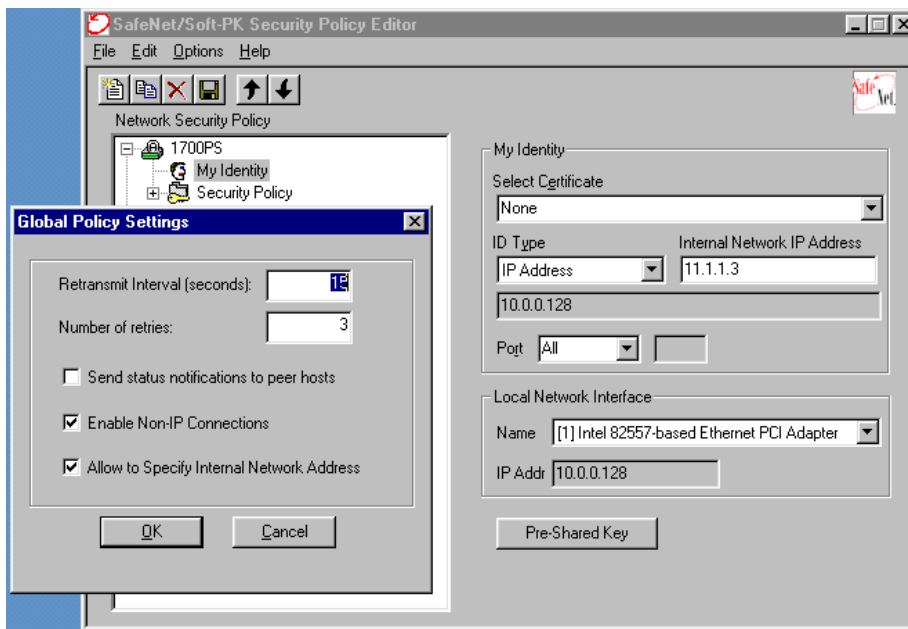 SafeNet/Soft-PK Security Policy Editor
File Edit Options Help
Safe Net.
Network Security Policy
1700PS
My Identity
Security Policy
My Identity
Select Certificate
None
ID Type
Internal Network IP Address
IP Address
11.1.1.3
10.0.0.128
Port All
Local Network Interface
Name [1] Intel 82557-based Ethernet PCI Adapter
IP Addr 10.0.0.128
Pre-Shared Key
Global Policy Settings
Retransmit Interval (seconds): 15
Number of retries: 3
Send status notifications to peer hosts
Enable Non-IP Connections
Allow to Specify Internal Network Address
OK Cancel